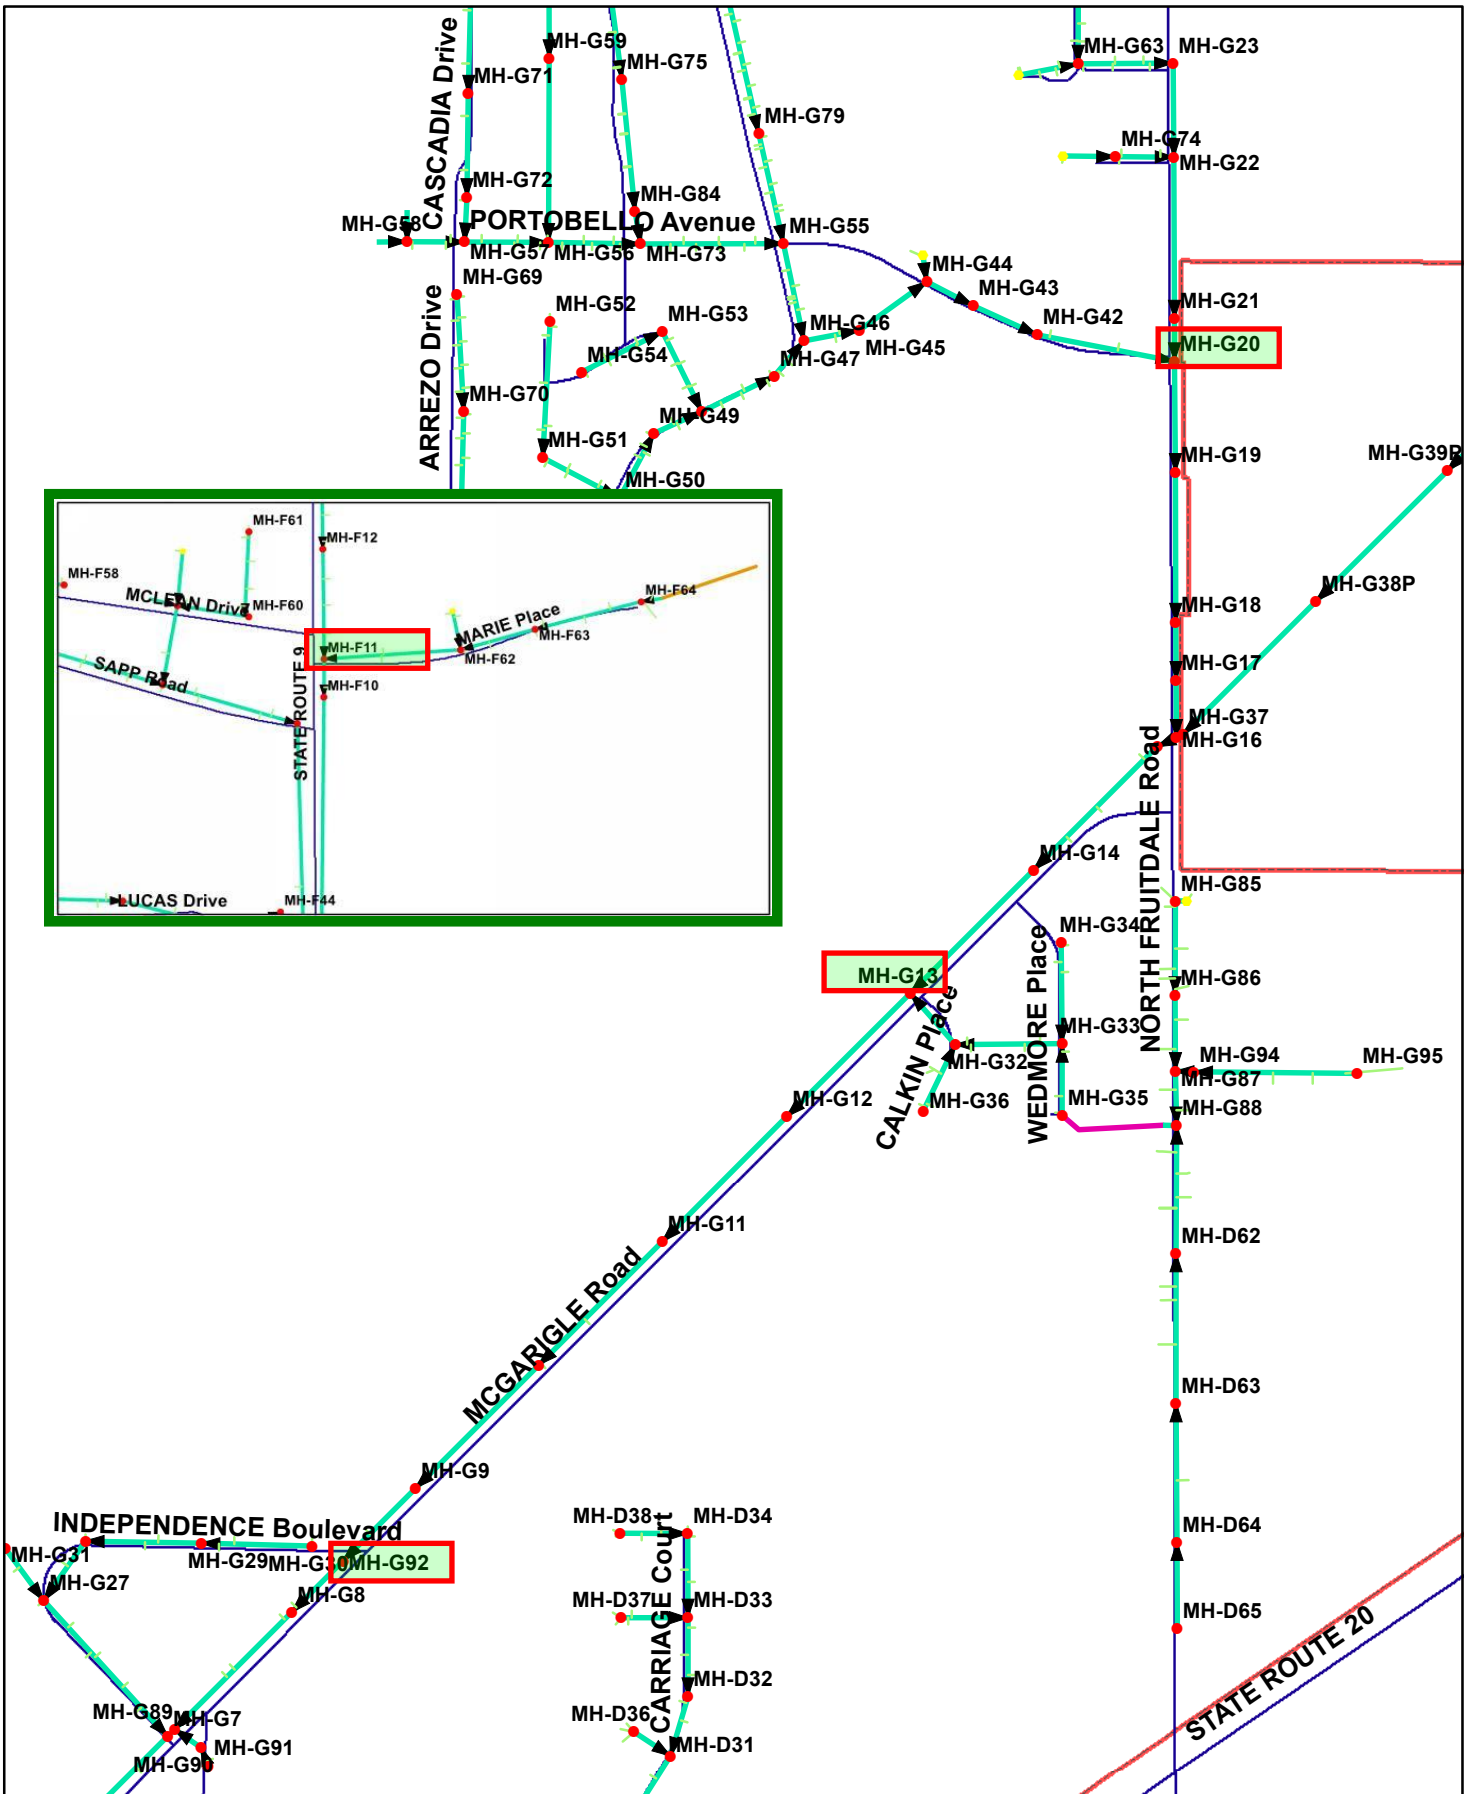 MH-G59
MH-G63
MH-G23
CASCADIA Drive
MH-G75
MH-G71
MH-G79
MH-G74
MH-G22
MH-G72
MH-G84
MH-G58
PORTOBELLO Avenue
MH-G55
MH-G57
MH-G56
MH-G73
MH-G44
MH-G69
MH-G43
MH-G52
MH-G53
MH-G21
MH-G42
MH-G46
MH-G20
ARREZO Drive
MH-G54
MH-G47
MH-G45
MH-G70
MH-G49
MH-G51
MH-G19
MH-G39P
MH-G50
MH-F61
MH-F12
MH-F58
MCLEAN Drive
MH-F60
MH-F64
MARIE Place
MH-F63
MH-F11
MH-F62
SAPP Road
MH-F10
STATE ROUTE 9
LUCAS Drive
MH-F44
MH-G38P
MH-G18
MH-G17
MH-G37
MH-G16
NORTH FRUITDALE Road
MH-G14
MH-G85
MH-G34
MH-G13
MH-G86
WEDMORE Place
CALKIN Place
MH-G33
MH-G32
MH-G94
MH-G95
MH-G87
MH-G12
MH-G36
MH-G35
MH-G88
MH-G11
MH-D62
MCGARIGLE Road
MH-D63
MH-G9
INDEPENDENCE Boulevard
MH-D38
MH-D34
MH-D64
MH-G31
MH-G29
MH-G30
MH-G92
MH-G27
MH-G8
CARRIAGE Court
MH-D37
MH-D33
MH-D65
MH-D32
STATE ROUTE 20
MH-G89
MH-G7
MH-D36
MH-G91
MH-G90
MH-D31